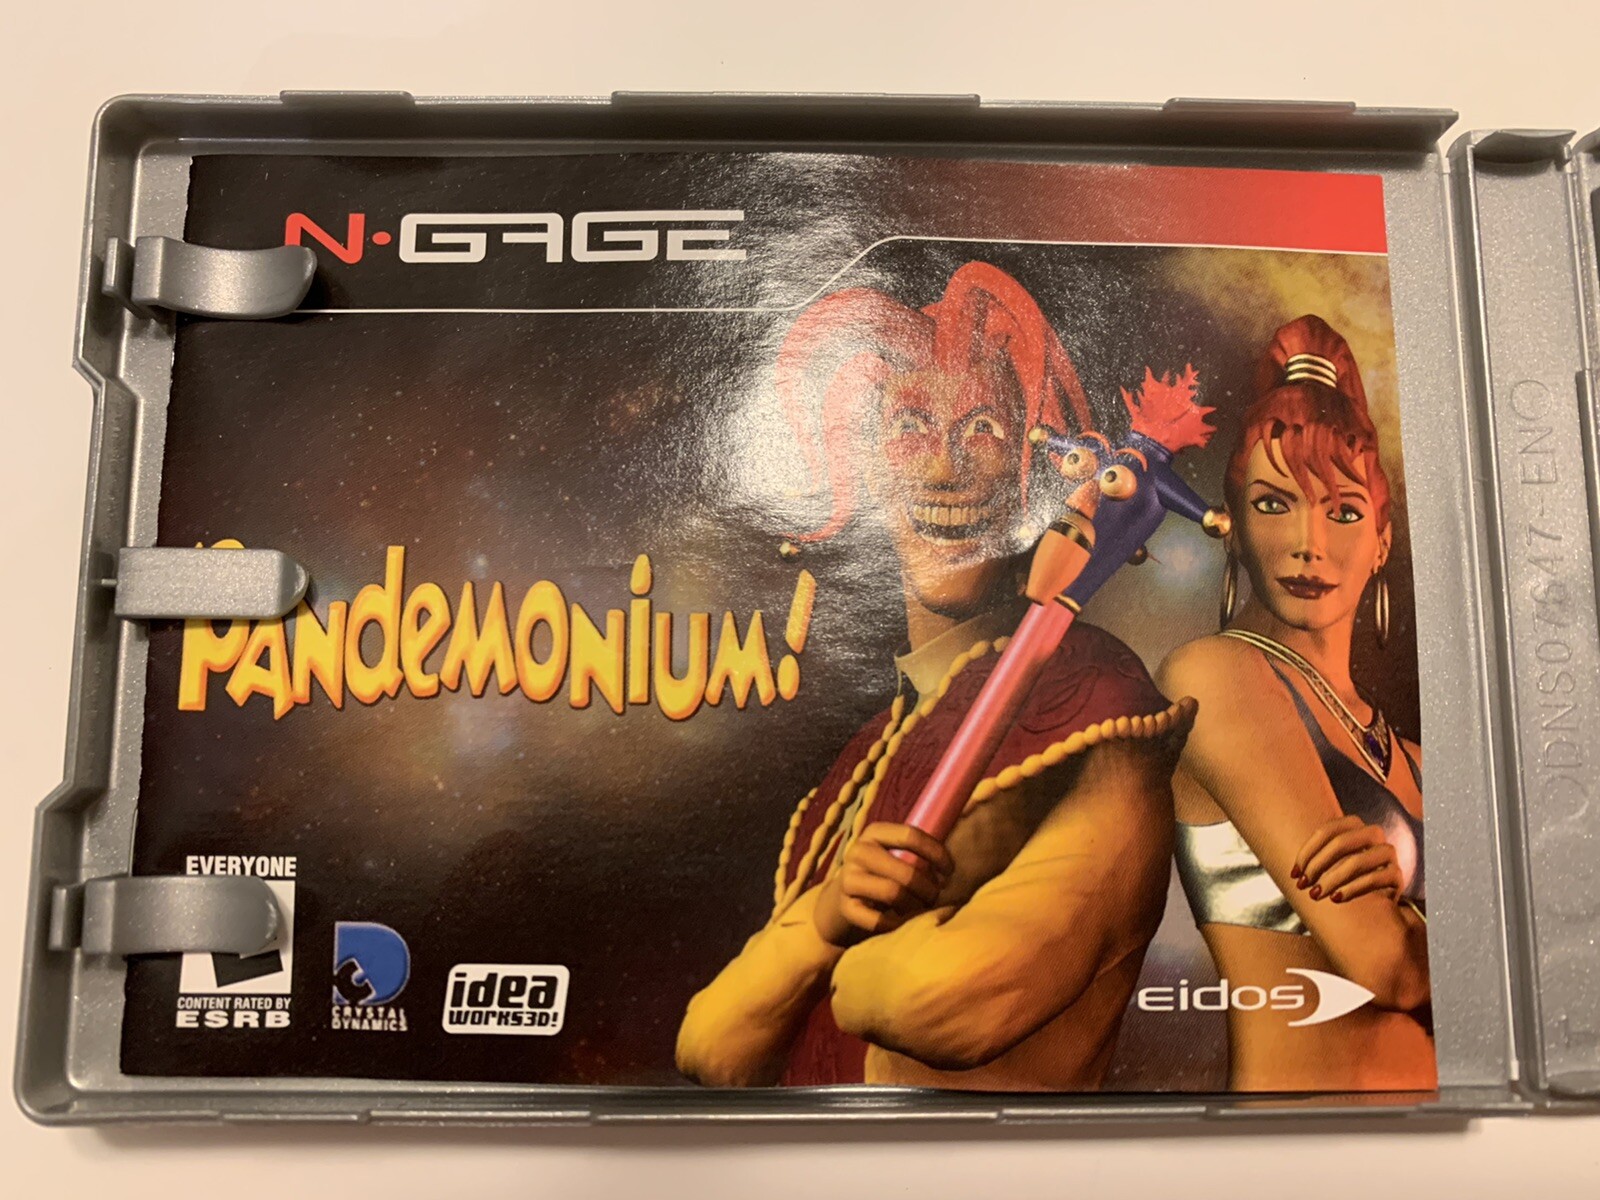 N·GAGE
PANDEMONIUM!
EVERYONE
CONTENT RATED BY
ESRB
CRYSTAL
DYNAMICS
idea
works3D!
eidos